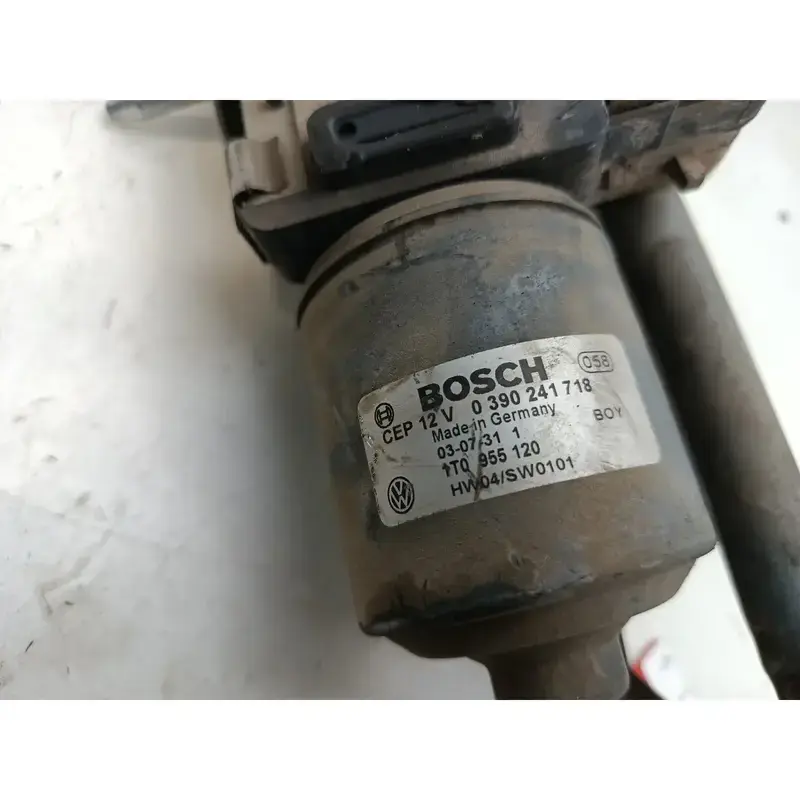 BOSCH 058
CEP 12 V 0 390 241 718
Made in Germany BOY
03-07-31 1
1T0 955 120
HW04/SW0101